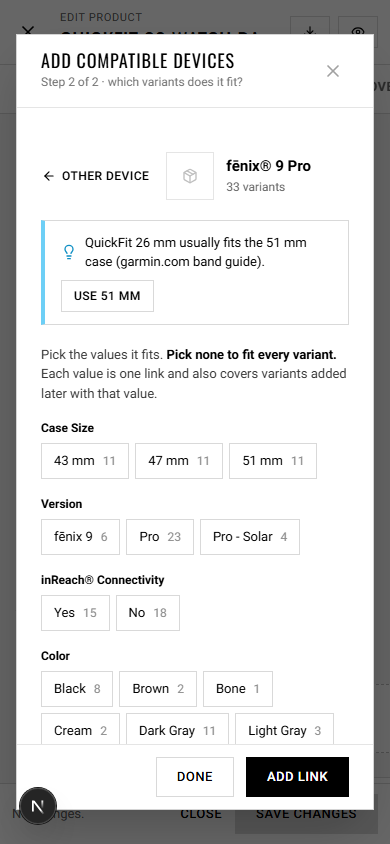 EDIT PRODUCT
ADD COMPATIBLE DEVICES
Step 2 of 2 · which variants does it fit?
OTHER DEVICE
fēnix® 9 Pro
33 variants
QuickFit 26 mm usually fits the 51 mm
case (garmin.com band guide).
USE 51 MM
Pick the values it fits. Pick none to fit every variant.
Each value is one link and also covers variants added
later with that value.
Case Size
43 mm 11 47 mm 11 51 mm 11
Version
fēnix 9 6 Pro 23 Pro - Solar 4
inReach® Connectivity
Yes 15 No 18
Color
Black 8 Brown 2 Bone 1
Cream 2 Dark Gray 11 Light Gray 3
DONE ADD LINK
N
CLOSE SAVE CHANGES